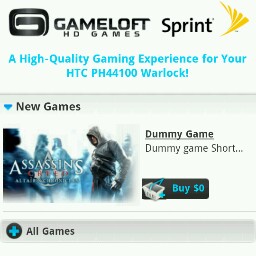 GAMELOFT
HD GAMES
Sprint
A High-Quality Gaming Experience for Your
HTC PH44100 Warlock!
New Games
ASSASSIN'S
CREED
ALTAÏR'S CHRONICLES
Dummy Game
Dummy game Short...
Buy $0
All Games